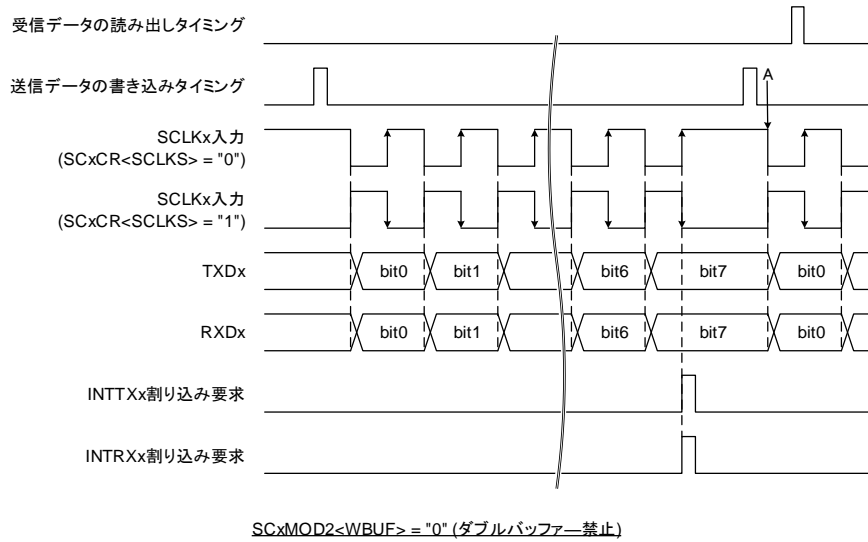 受信データの読み出しタイミング
送信データの書き込みタイミング
A
SCLKx入力
(SCxCR<SCLKS> = "0")
SCLKx入力
(SCxCR<SCLKS> = "1")
TXDx
bit0
bit1
bit6
bit7
bit0
RXDx
bit0
bit1
bit6
bit7
bit0
INTTXx割り込み要求
INTRXx割り込み要求
SCxMOD2<WBUF> = "0" (ダブルバッファ―禁止)